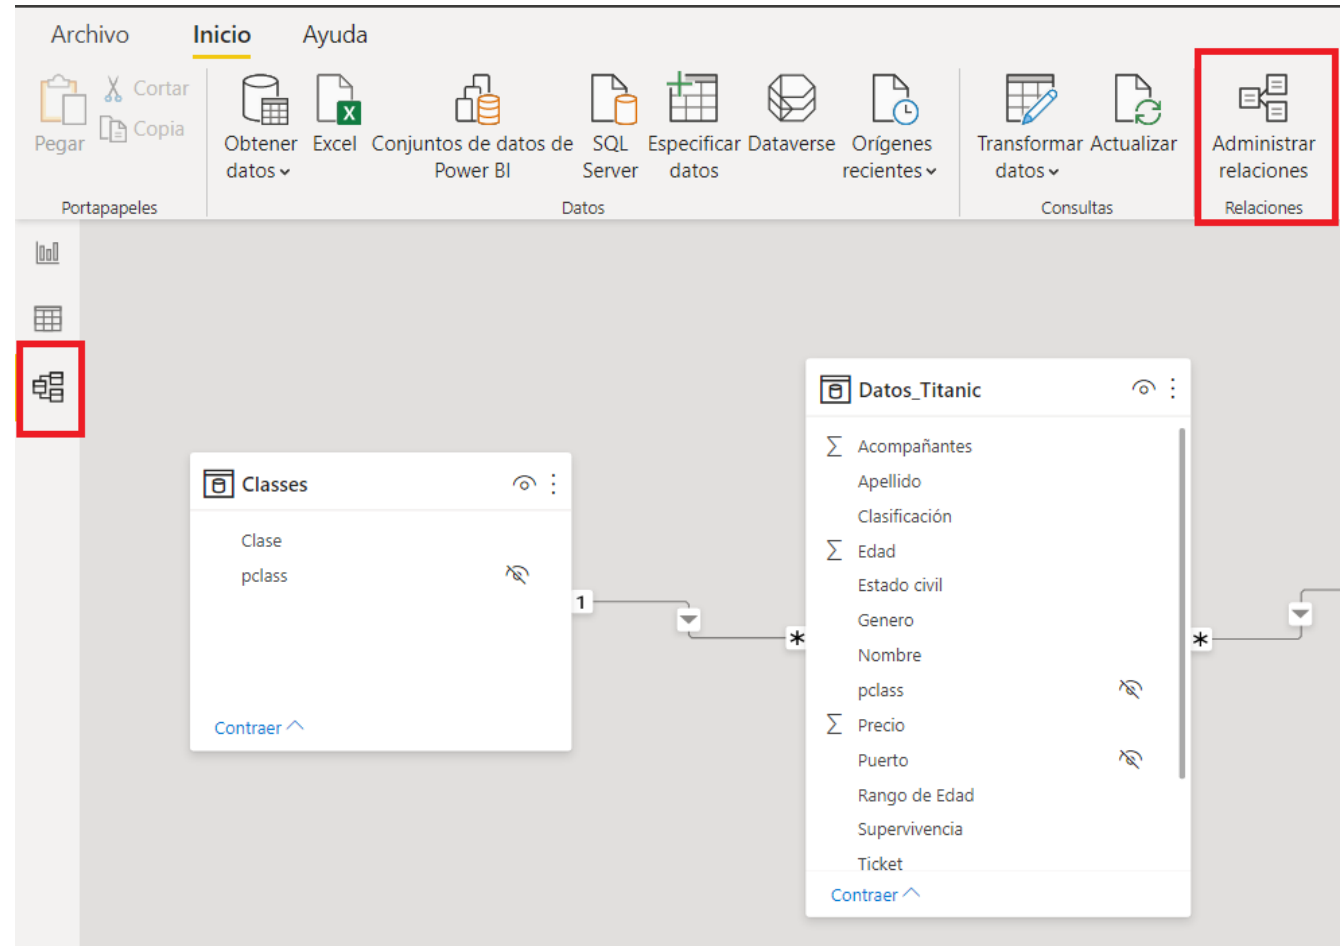 Archivo Inicio Ayuda
Pegar
Cortar
Copia
Portapapeles
Obtener
datos
Excel
Conjuntos de datos de
Power BI
SQL
Server
Especificar
datos
Dataverse
Orígenes
recientes
Datos
Transformar
datos
Actualizar
Consultas
Administrar
relaciones
Relaciones
Classes
Clase
pclass
Contraer
1
*
Datos_Titanic
Σ Acompañantes
Apellido
Clasificación
Σ Edad
Estado civil
Genero
Nombre
pclass
Σ Precio
Puerto
Rango de Edad
Supervivencia
Ticket
Contraer
*